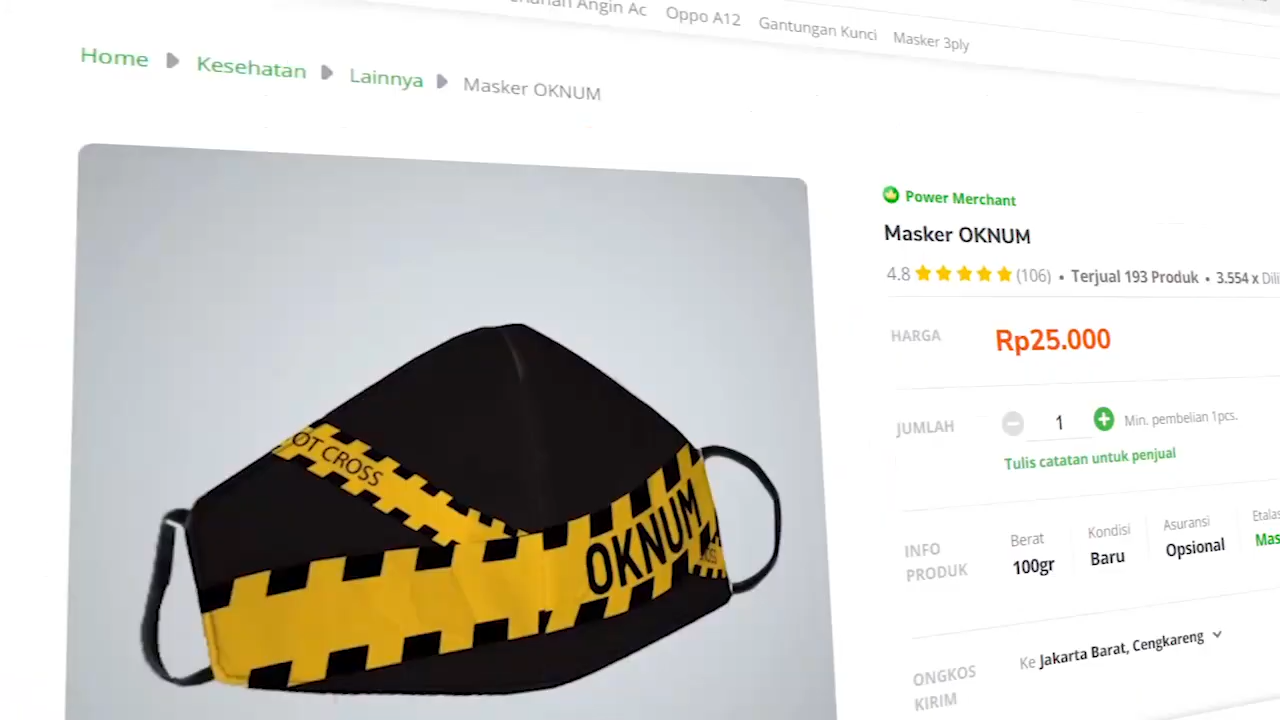 Angin Ac Oppo A12 Gantungan Kunci Masker 3ply
Home Kesehatan Lainnya Masker OKNUM
Power Merchant
Masker OKNUM
4.8 (106) • Terjual 193 Produk • 3.554 x
HARGA Rp25.000
JUMLAH 1 Min. pembelian 1pcs.
Tulis catatan untuk penjual
INFO PRODUK
Berat Kondisi Asuransi
100gr Baru Opsional
ONGKOS KIRIM
Ke Jakarta Barat, Cengkareng
OT CROSS
OKNUM